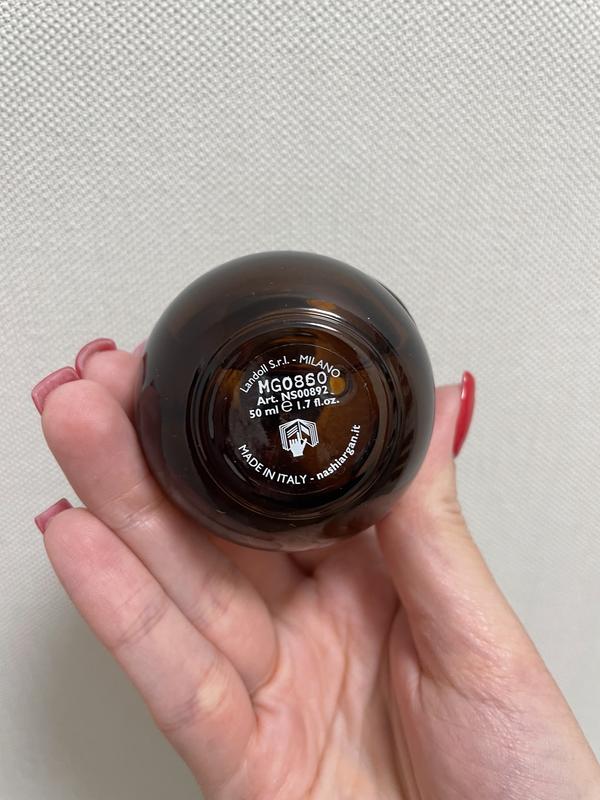 Landoll S.r.l. - MILANO
MG0860
Art. NS00892
50 ml e 1.7 fl.oz.
MADE IN ITALY - nashiargan.it